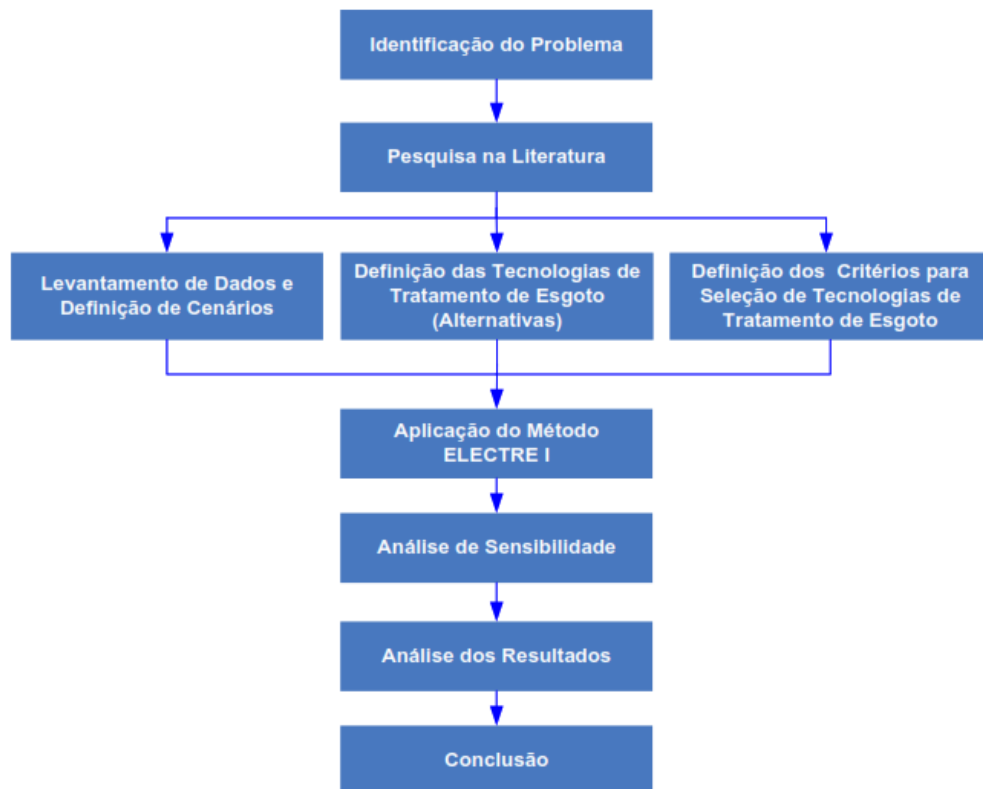 Identificação do Problema
Pesquisa na Literatura
Levantamento de Dados e
Definição de Cenários
Definição das Tecnologias de
Tratamento de Esgoto
(Alternativas)
Definição dos Critérios para
Seleção de Tecnologias de
Tratamento de Esgoto
Aplicação do Método
ELECTRE I
Análise de Sensibilidade
Análise dos Resultados
Conclusão